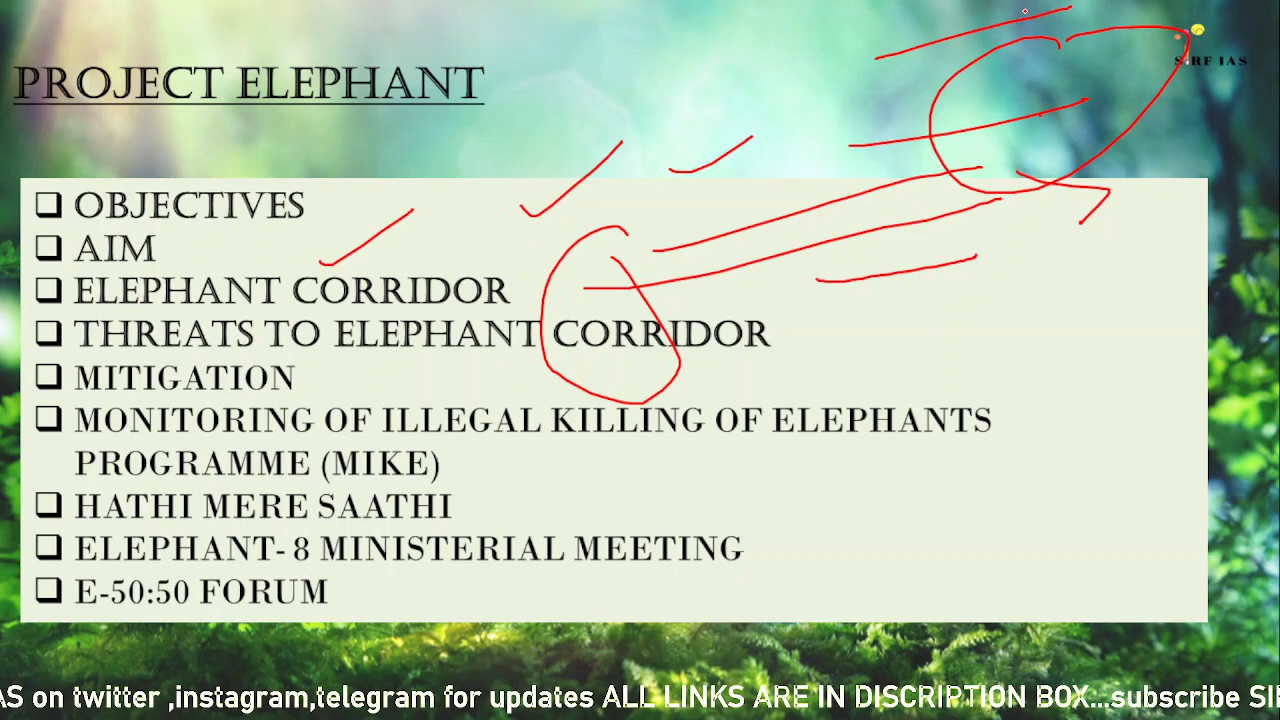 PROJECT ELEPHANT
SIRF IAS
OBJECTIVES
AIM
ELEPHANT CORRIDOR
THREATS TO ELEPHANT CORRIDOR
MITIGATION
MONITORING OF ILLEGAL KILLING OF ELEPHANTS
PROGRAMME (MIKE)
HATHI MERE SAATHI
ELEPHANT- 8 MINISTERIAL MEETING
E-50:50 FORUM
AS on twitter ,instagram,telegram for updates ALL LINKS ARE IN DISCRIPTION BOX...subscribe SI